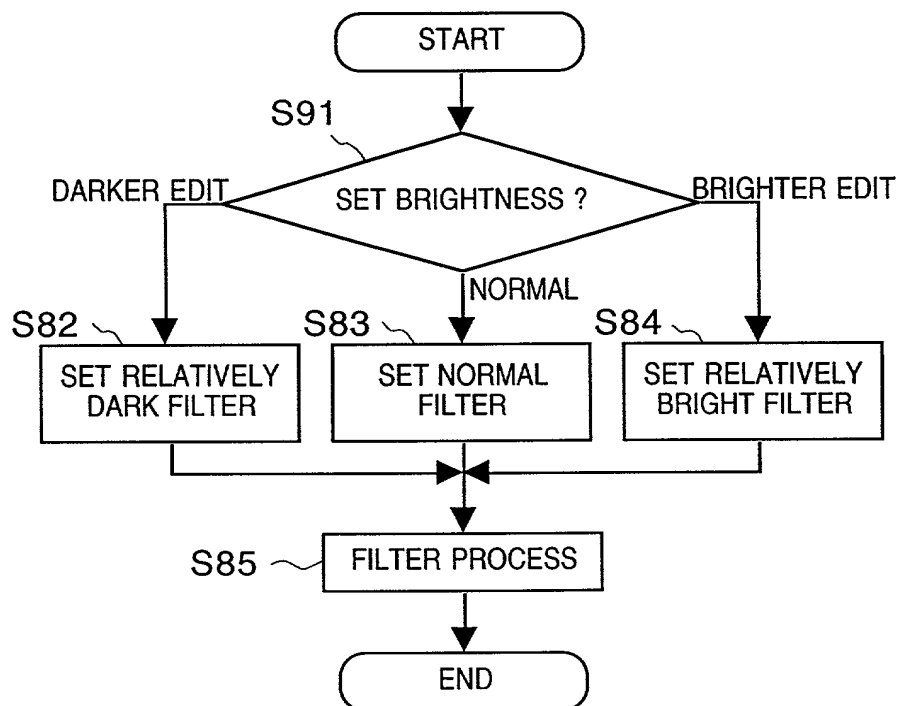 START
S91
DARKER EDIT
SET BRIGHTNESS ?
BRIGHTER EDIT
NORMAL
S82
SET RELATIVELY
DARK FILTER
S83
SET NORMAL
FILTER
S84
SET RELATIVELY
BRIGHT FILTER
S85
FILTER PROCESS
END